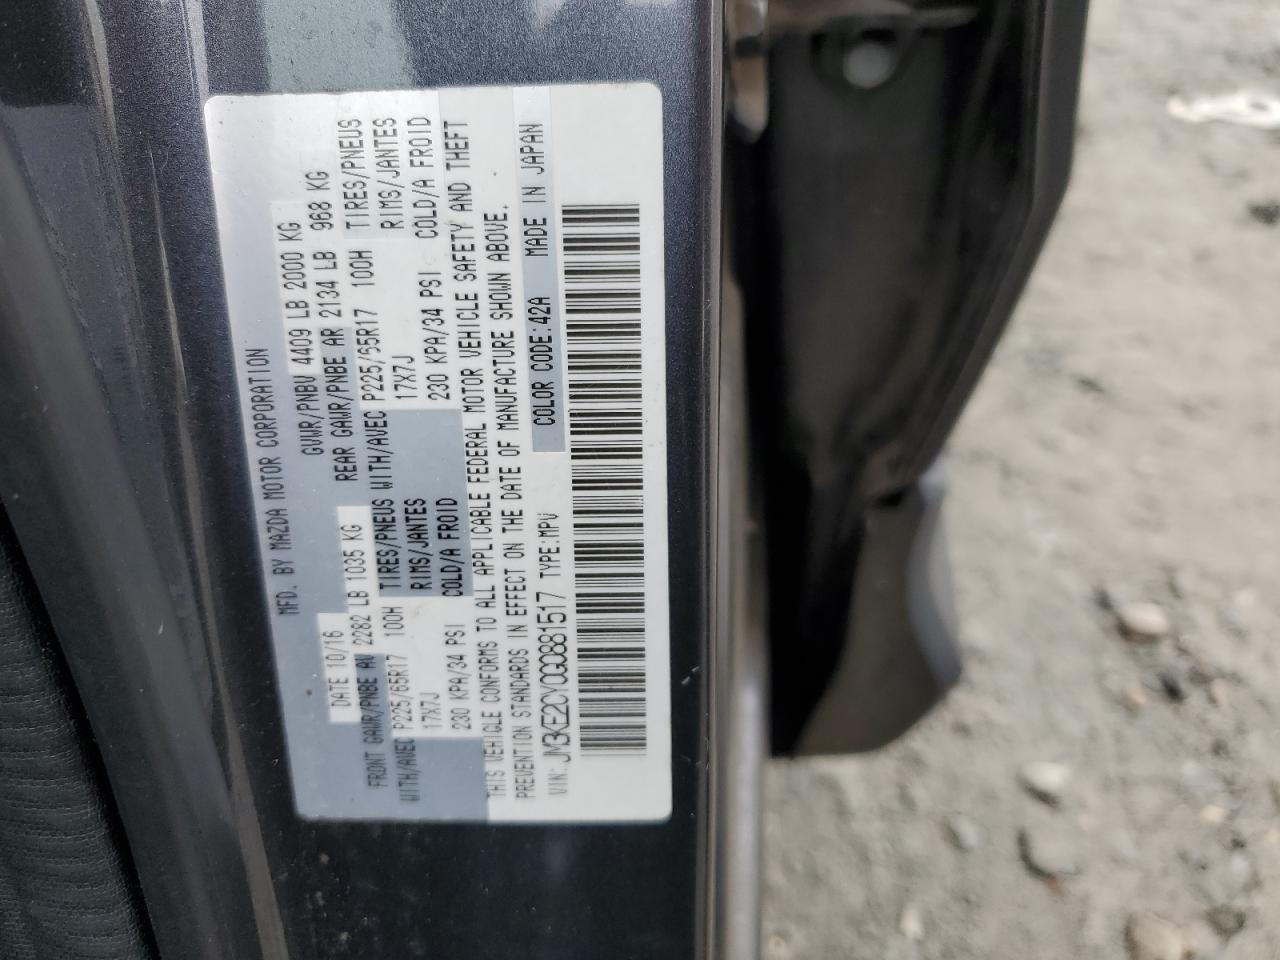 MFD. BY MAZDA MOTOR CORPORATION
DATE 10/16 GVWR/PNBV 4409 LB 2000 KG
FRONT GAWR/PNBE AV 2282 LB 1035 KG REAR GAWR/PNBE AR 2134 LB 968 KG
WITH/AVEC P225/65R17 100H TIRES/PNEUS WITH/AVEC P225/65R17 100H TIRES/PNEUS
17X7J RIMS/JANTES 17X7J RIMS/JANTES
230 KPA/34 PSI COLD/A FROID 230 KPA/34 PSI COLD/A FROID
THIS VEHICLE CONFORMS TO ALL APPLICABLE FEDERAL MOTOR VEHICLE SAFETY AND THEFT
PREVENTION STANDARDS IN EFFECT ON THE DATE OF MANUFACTURE SHOWN ABOVE.
COLOR CODE:42A MADE IN JAPAN
VIN: JM3KE2CY0G0881517 TYPE:MPV